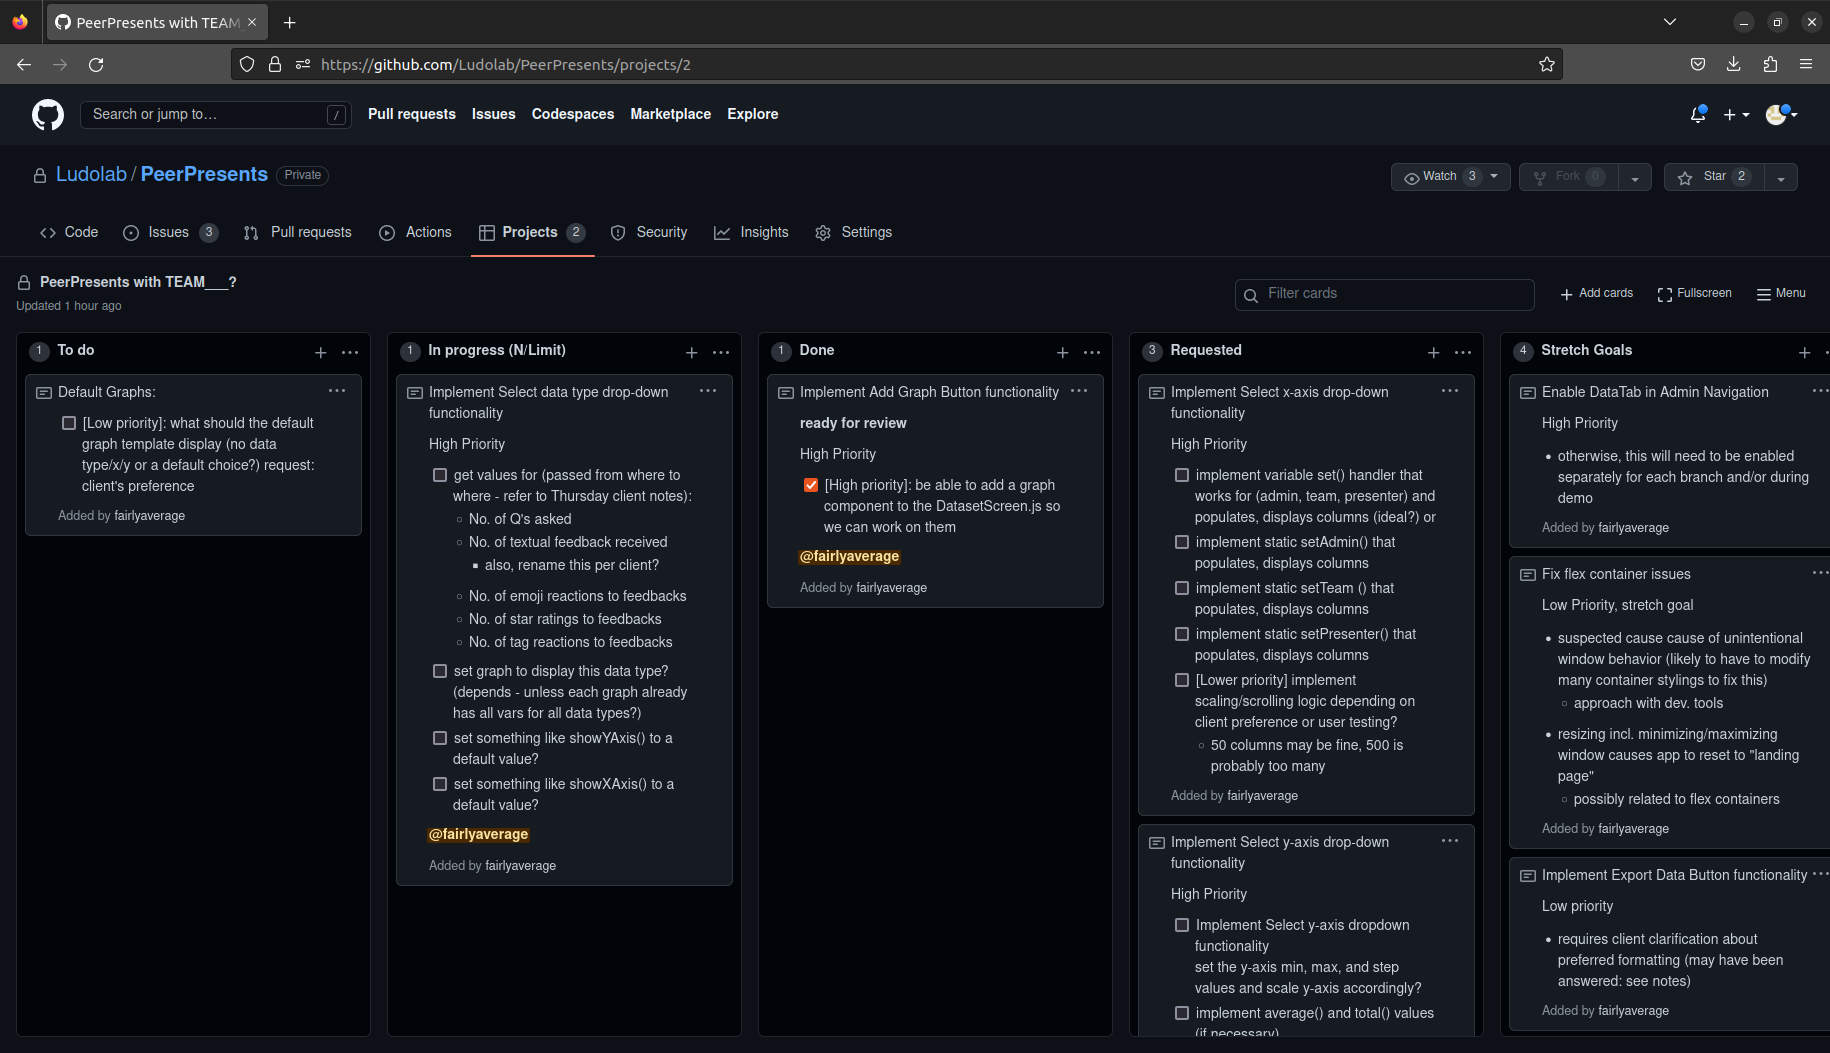 PeerPresents with TEAM_
https://github.com/Ludolab/PeerPresents/projects/2
Search or jump to…
/
Pull requests
Issues
Codespaces
Marketplace
Explore
Ludolab / PeerPresents
Private
Watch 3
Fork 0
Star 2
Code
Issues 3
Pull requests
Actions
Projects 2
Security
Insights
Settings
PeerPresents with TEAM___?
Updated 1 hour ago
Filter cards
Add cards
Fullscreen
Menu
1 To do
Default Graphs:
[Low priority]: what should the default
graph template display (no data
type/x/y or a default choice?) request:
client's preference
Added by fairlyaverage
1 In progress (N/Limit)
Implement Select data type drop-down
functionality
High Priority
get values for (passed from where to
where - refer to Thursday client notes):
No. of Q's asked
No. of textual feedback received
also, rename this per client?
No. of emoji reactions to feedbacks
No. of star ratings to feedbacks
No. of tag reactions to feedbacks
set graph to display this data type?
(depends - unless each graph already
has all vars for all data types?)
set something like showYAxis() to a
default value?
set something like showXAxis() to a
default value?
@fairlyaverage
Added by fairlyaverage
1 Done
Implement Add Graph Button functionality
ready for review
High Priority
[High priority]: be able to add a graph
component to the DatasetScreen.js so
we can work on them
@fairlyaverage
Added by fairlyaverage
3 Requested
Implement Select x-axis drop-down
functionality
High Priority
implement variable set() handler that
works for (admin, team, presenter) and
populates, displays columns (ideal?) or
implement static setAdmin() that
populates, displays columns
implement static setTeam () that
populates, displays columns
implement static setPresenter() that
populates, displays columns
[Lower priority] implement
scaling/scrolling logic depending on
client preference or user testing?
50 columns may be fine, 500 is
probably too many
Added by fairlyaverage
Implement Select y-axis drop-down
functionality
High Priority
Implement Select y-axis dropdown
functionality
set the y-axis min, max, and step
values and scale y-axis accordingly?
implement average() and total() values
(if necessary)
4 Stretch Goals
Enable DataTab in Admin Navigation
High Priority
otherwise, this will need to be enabled
separately for each branch and/or during
demo
Added by fairlyaverage
Fix flex container issues
Low Priority, stretch goal
suspected cause cause of unintentional
window behavior (likely to have to modify
many container stylings to fix this)
approach with dev. tools
resizing incl. minimizing/maximizing
window causes app to reset to "landing
page"
possibly related to flex containers
Added by fairlyaverage
Implement Export Data Button functionality
Low priority
requires client clarification about
preferred formatting (may have been
answered: see notes)
Added by fairlyaverage